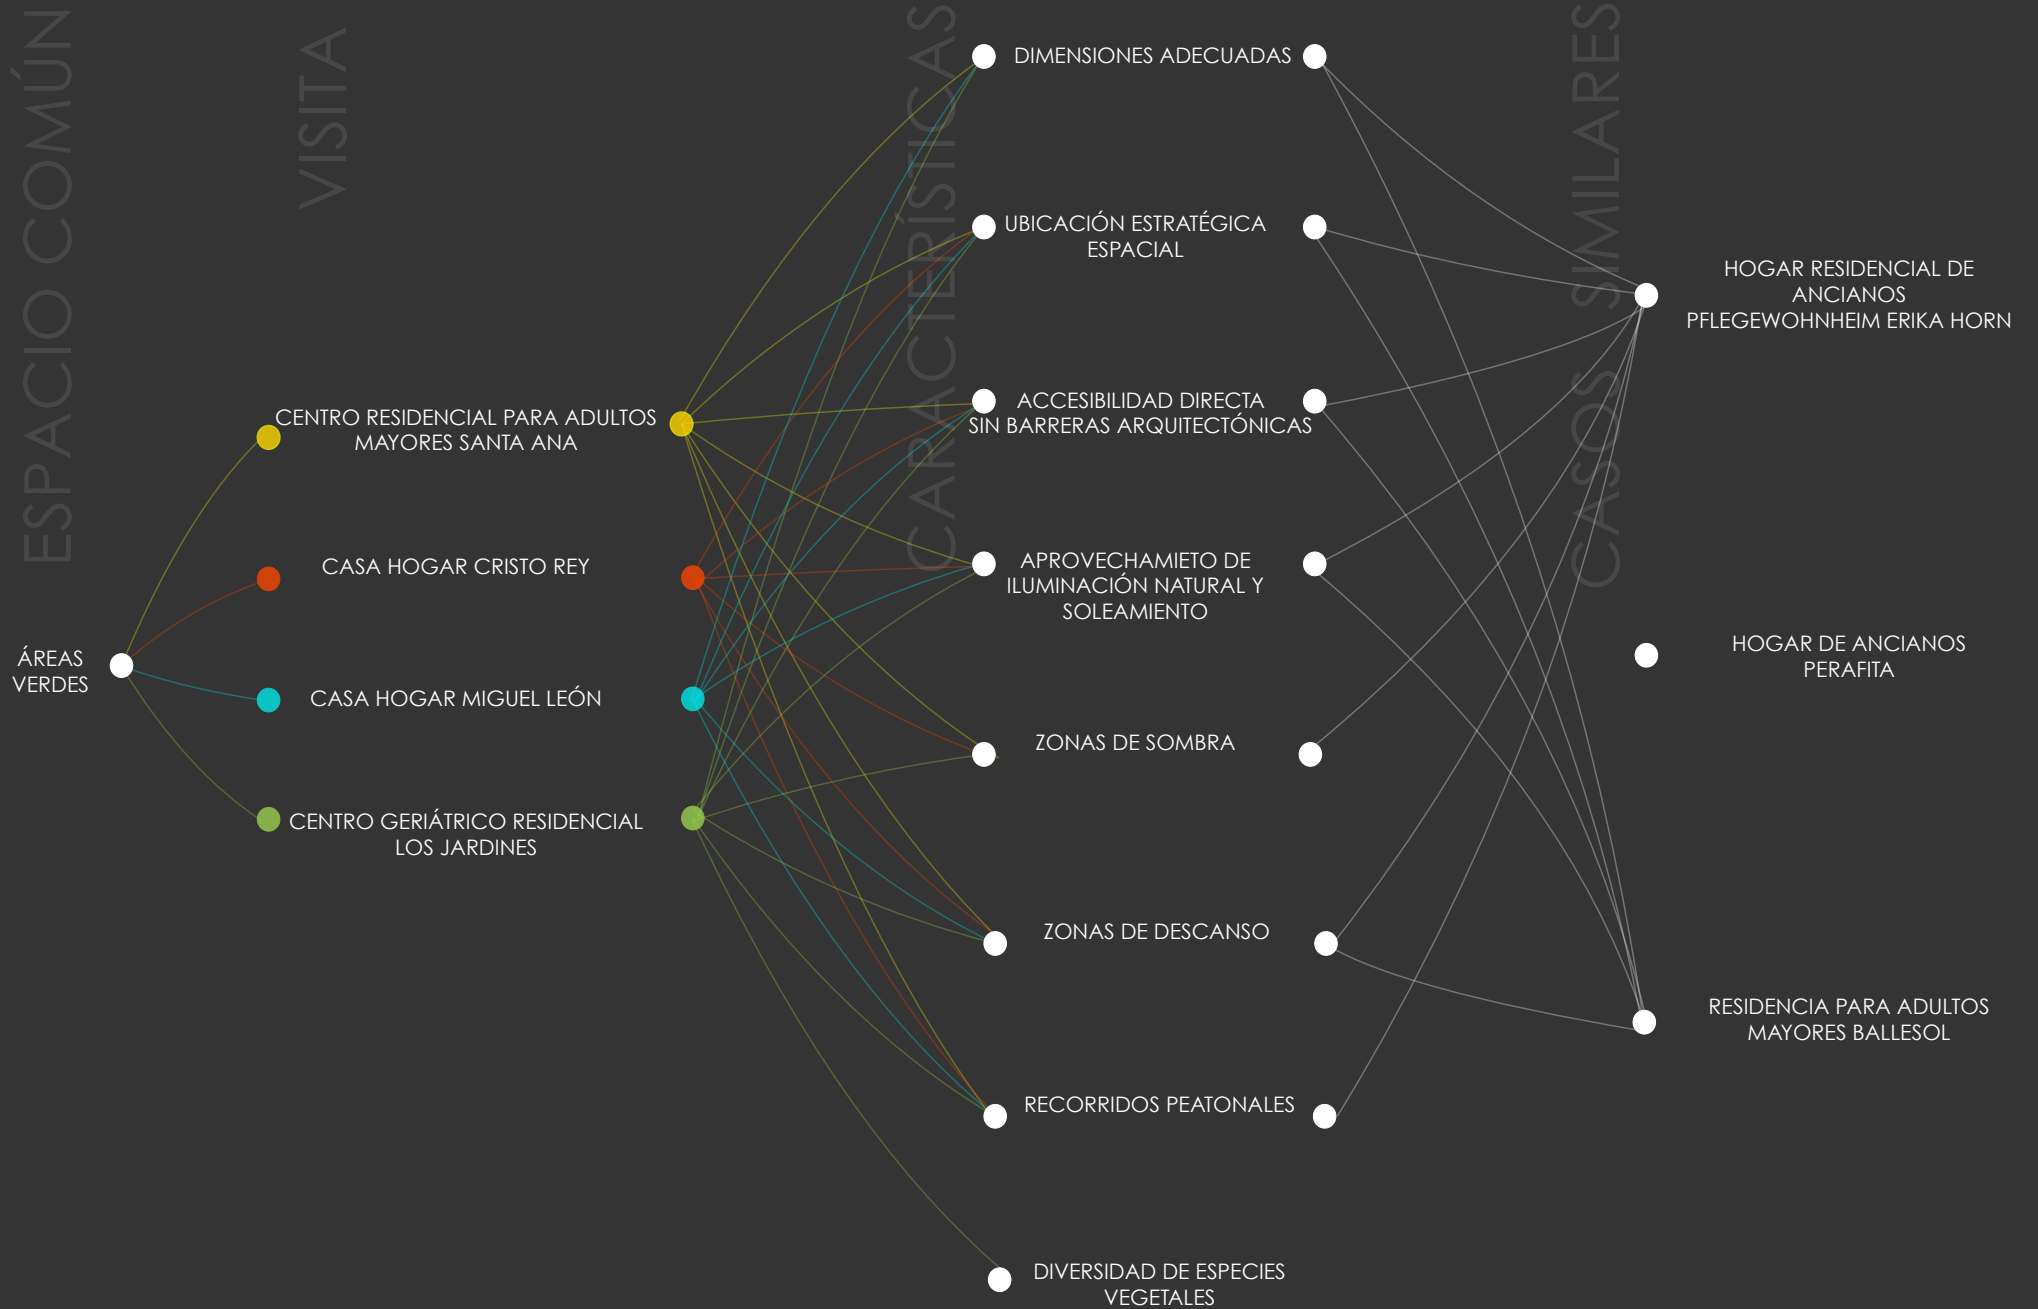 ESPACIO COMÚN
VISITA
CARACTERÍSTICAS
CASOS SIMILARES
ÁREAS
VERDES
CENTRO RESIDENCIAL PARA ADULTOS
MAYORES SANTA ANA
CASA HOGAR CRISTO REY
CASA HOGAR MIGUEL LEÓN
CENTRO GERIÁTRICO RESIDENCIAL
LOS JARDINES
DIMENSIONES ADECUADAS
UBICACIÓN ESTRATÉGICA
ESPACIAL
ACCESIBILIDAD DIRECTA
SIN BARRERAS ARQUITECTÓNICAS
APROVECHAMIETO DE
ILUMINACIÓN NATURAL Y
SOLEAMIENTO
ZONAS DE SOMBRA
ZONAS DE DESCANSO
RECORRIDOS PEATONALES
DIVERSIDAD DE ESPECIES
VEGETALES
HOGAR RESIDENCIAL DE
ANCIANOS
PFLEGEWOHNHEIM ERIKA HORN
HOGAR DE ANCIANOS
PERAFITA
RESIDENCIA PARA ADULTOS
MAYORES BALLESOL